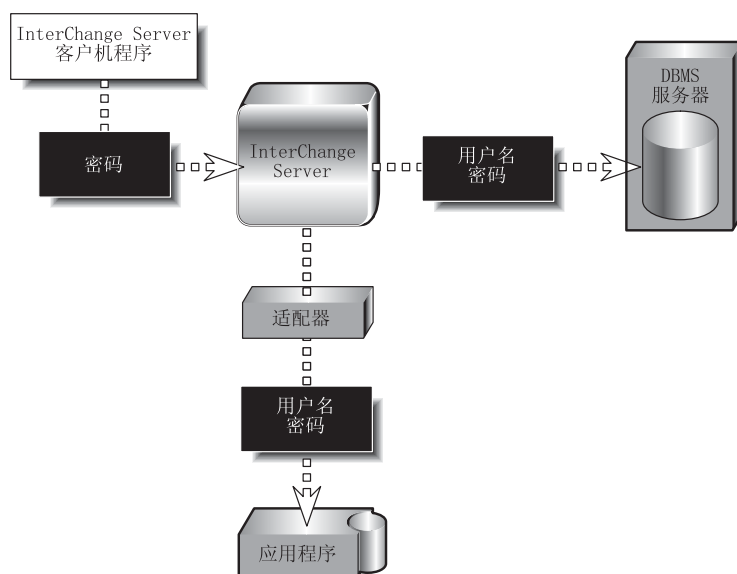 InterChange Server
客户机程序
密码
InterChange
Server
用户名
密码
DBMS
服务器
适配器
用户名
密码
应用程序